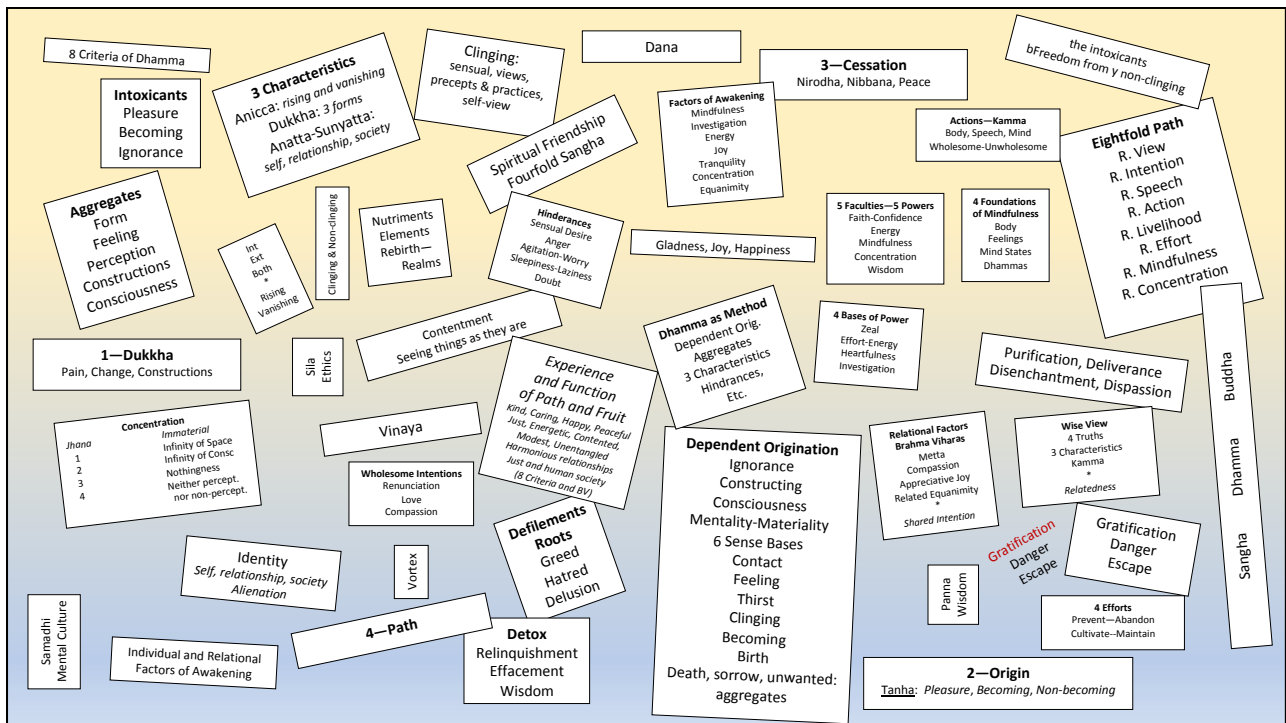 8 Criteria of Dhamma
Intoxicants
Pleasure
Becoming
Ignorance
3 Characteristics
Anicca: rising and vanishing
Dukkha: 3 forms
Anatta-Sunyatta:
self, relationship, society
Clinging:
sensual, views,
precepts & practices,
self-view
Dana
3—Cessation
Nirodha, Nibbana, Peace
the intoxicants
bFreedom from y non-clinging
Spiritual Friendship
Fourfold Sangha
Factors of Awakening
Mindfulness
Investigation
Energy
Joy
Tranquility
Concentration
Equanimity
Actions—Kamma
Body, Speech, Mind
Wholesome-Unwholesome
Eightfold Path
R. View
R. Intention
R. Speech
R. Action
R. Livelihood
R. Effort
R. Mindfulness
R. Concentration
Aggregates
Form
Feeling
Perception
Constructions
Consciousness
Int
Ext
Both
*
Rising
Vanishing
Clinging & Non-clinging
Nutriments
Elements
Rebirth—
Realms
Hinderances
Sensual Desire
Anger
Agitation-Worry
Sleepiness-Laziness
Doubt
Gladness, Joy, Happiness
5 Faculties—5 Powers
Faith-Confidence
Energy
Mindfulness
Concentration
Wisdom
4 Foundations
of Mindfulness
Body
Feelings
Mind States
Dhammas
1—Dukkha
Pain, Change, Constructions
Sila
Ethics
Contentment
Seeing things as they are
Dhamma as Method
Dependent Orig.
Aggregates
3 Characteristics
Hindrances,
Etc.
4 Bases of Power
Zeal
Effort-Energy
Heartfulness
Investigation
Purification, Deliverance
Disenchantment, Dispassion
Sangha Dhamma Buddha
Concentration
Jhana Immaterial
1 Infinity of Space
2 Infinity of Consc
3 Nothingness
4 Neither percept.
nor non-percept.
Vinaya
Experience
and Function
of Path and Fruit
Kind, Caring, Happy, Peaceful
Just, Energetic, Contented,
Modest, Unentangled
Harmonious relationships
Just and human society
(8 Criteria and BV)
Wholesome Intentions
Renunciation
Love
Compassion
Dependent Origination
Ignorance
Constructing
Consciousness
Mentality-Materiality
6 Sense Bases
Contact
Feeling
Thirst
Clinging
Becoming
Birth
Death, sorrow, unwanted:
aggregates
Relational Factors
Brahma Viharas
Metta
Compassion
Appreciative Joy
Related Equanimity
*
Shared Intention
Wise View
4 Truths
3 Characteristics
Kamma
*
Relatedness
Gratification
Danger
Escape
Gratification
Danger
Escape
Identity
Self, relationship, society
Alienation
Vortex
Defilements
Roots
Greed
Hatred
Delusion
Panna
Wisdom
4 Efforts
Prevent—Abandon
Cultivate--Maintain
Samadhi
Mental Culture
Individual and Relational
Factors of Awakening
4—Path
Detox
Relinquishment
Effacement
Wisdom
2—Origin
Tanha: Pleasure, Becoming, Non-becoming